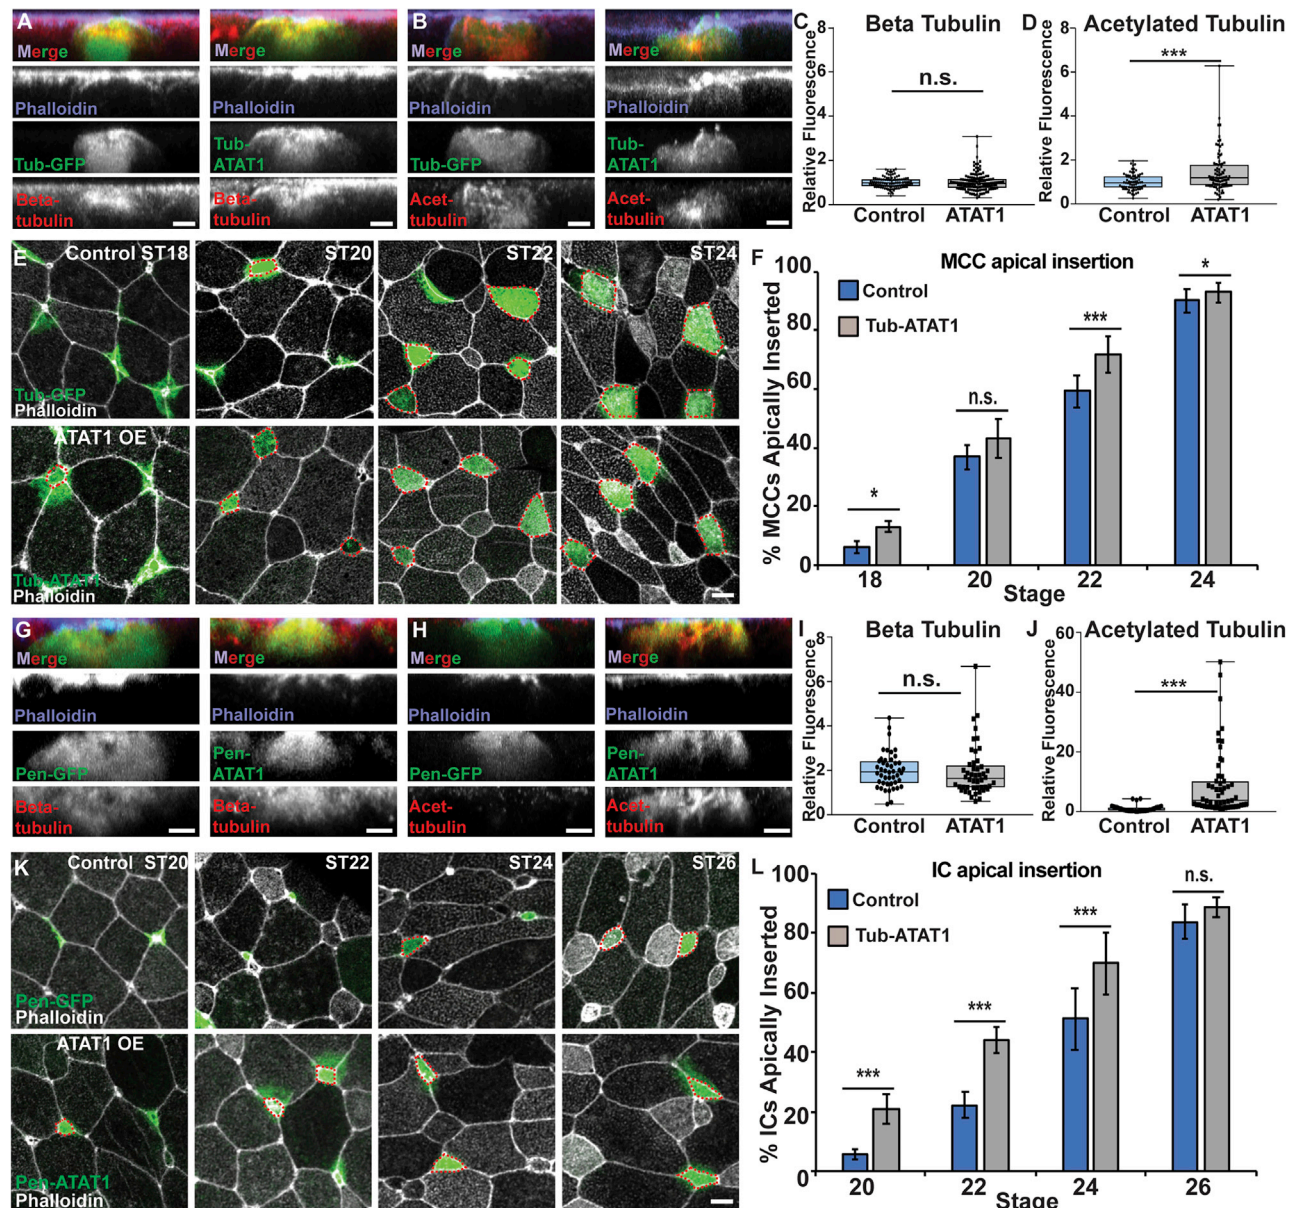 A
Merge
Phalloidin
Tub-GFP
Beta-
tubulin
Merge
Phalloidin
Tub-
ATAT1
Beta-
tubulin
B
Merge
Phalloidin
Tub-GFP
Acet-
tubulin
Merge
Phalloidin
Tub-
ATAT1
Acet-
tubulin
C
Beta Tubulin
Relative Fluorescence
8
6
4
2
0
n.s.
Control
ATAT1
D
Acetylated Tubulin
Relative Fluorescence
8
6
4
2
0
***
Control
ATAT1
E
Control ST18
ST20
ST22
ST24
Tub-GFP
Phalloidin
ATAT1 OE
Tub-ATAT1
Phalloidin
F
MCC apical insertion
% MCCs Apically Inserted
100
80
60
40
20
0
Control
Tub-ATAT1
*
n.s.
***
*
18
20
22
24
Stage
G
Merge
Phalloidin
Pen-GFP
Beta-
tubulin
Merge
Phalloidin
Pen-
ATAT1
Beta-
tubulin
H
Merge
Phalloidin
Pen-GFP
Acet-
tubulin
Merge
Phalloidin
Pen-
ATAT1
Acet-
tubulin
I
Beta Tubulin
Relative Fluorescence
8
6
4
2
0
n.s.
Control
ATAT1
J
Acetylated Tubulin
Relative Fluorescence
60
40
20
0
***
Control
ATAT1
K
Control ST20
ST22
ST24
ST26
Pen-GFP
Phalloidin
ATAT1 OE
Pen-ATAT1
Phalloidin
L
IC apical insertion
% ICs Apically Inserted
100
80
60
40
20
0
Control
Tub-ATAT1
***
***
***
n.s.
20
22
24
26
Stage